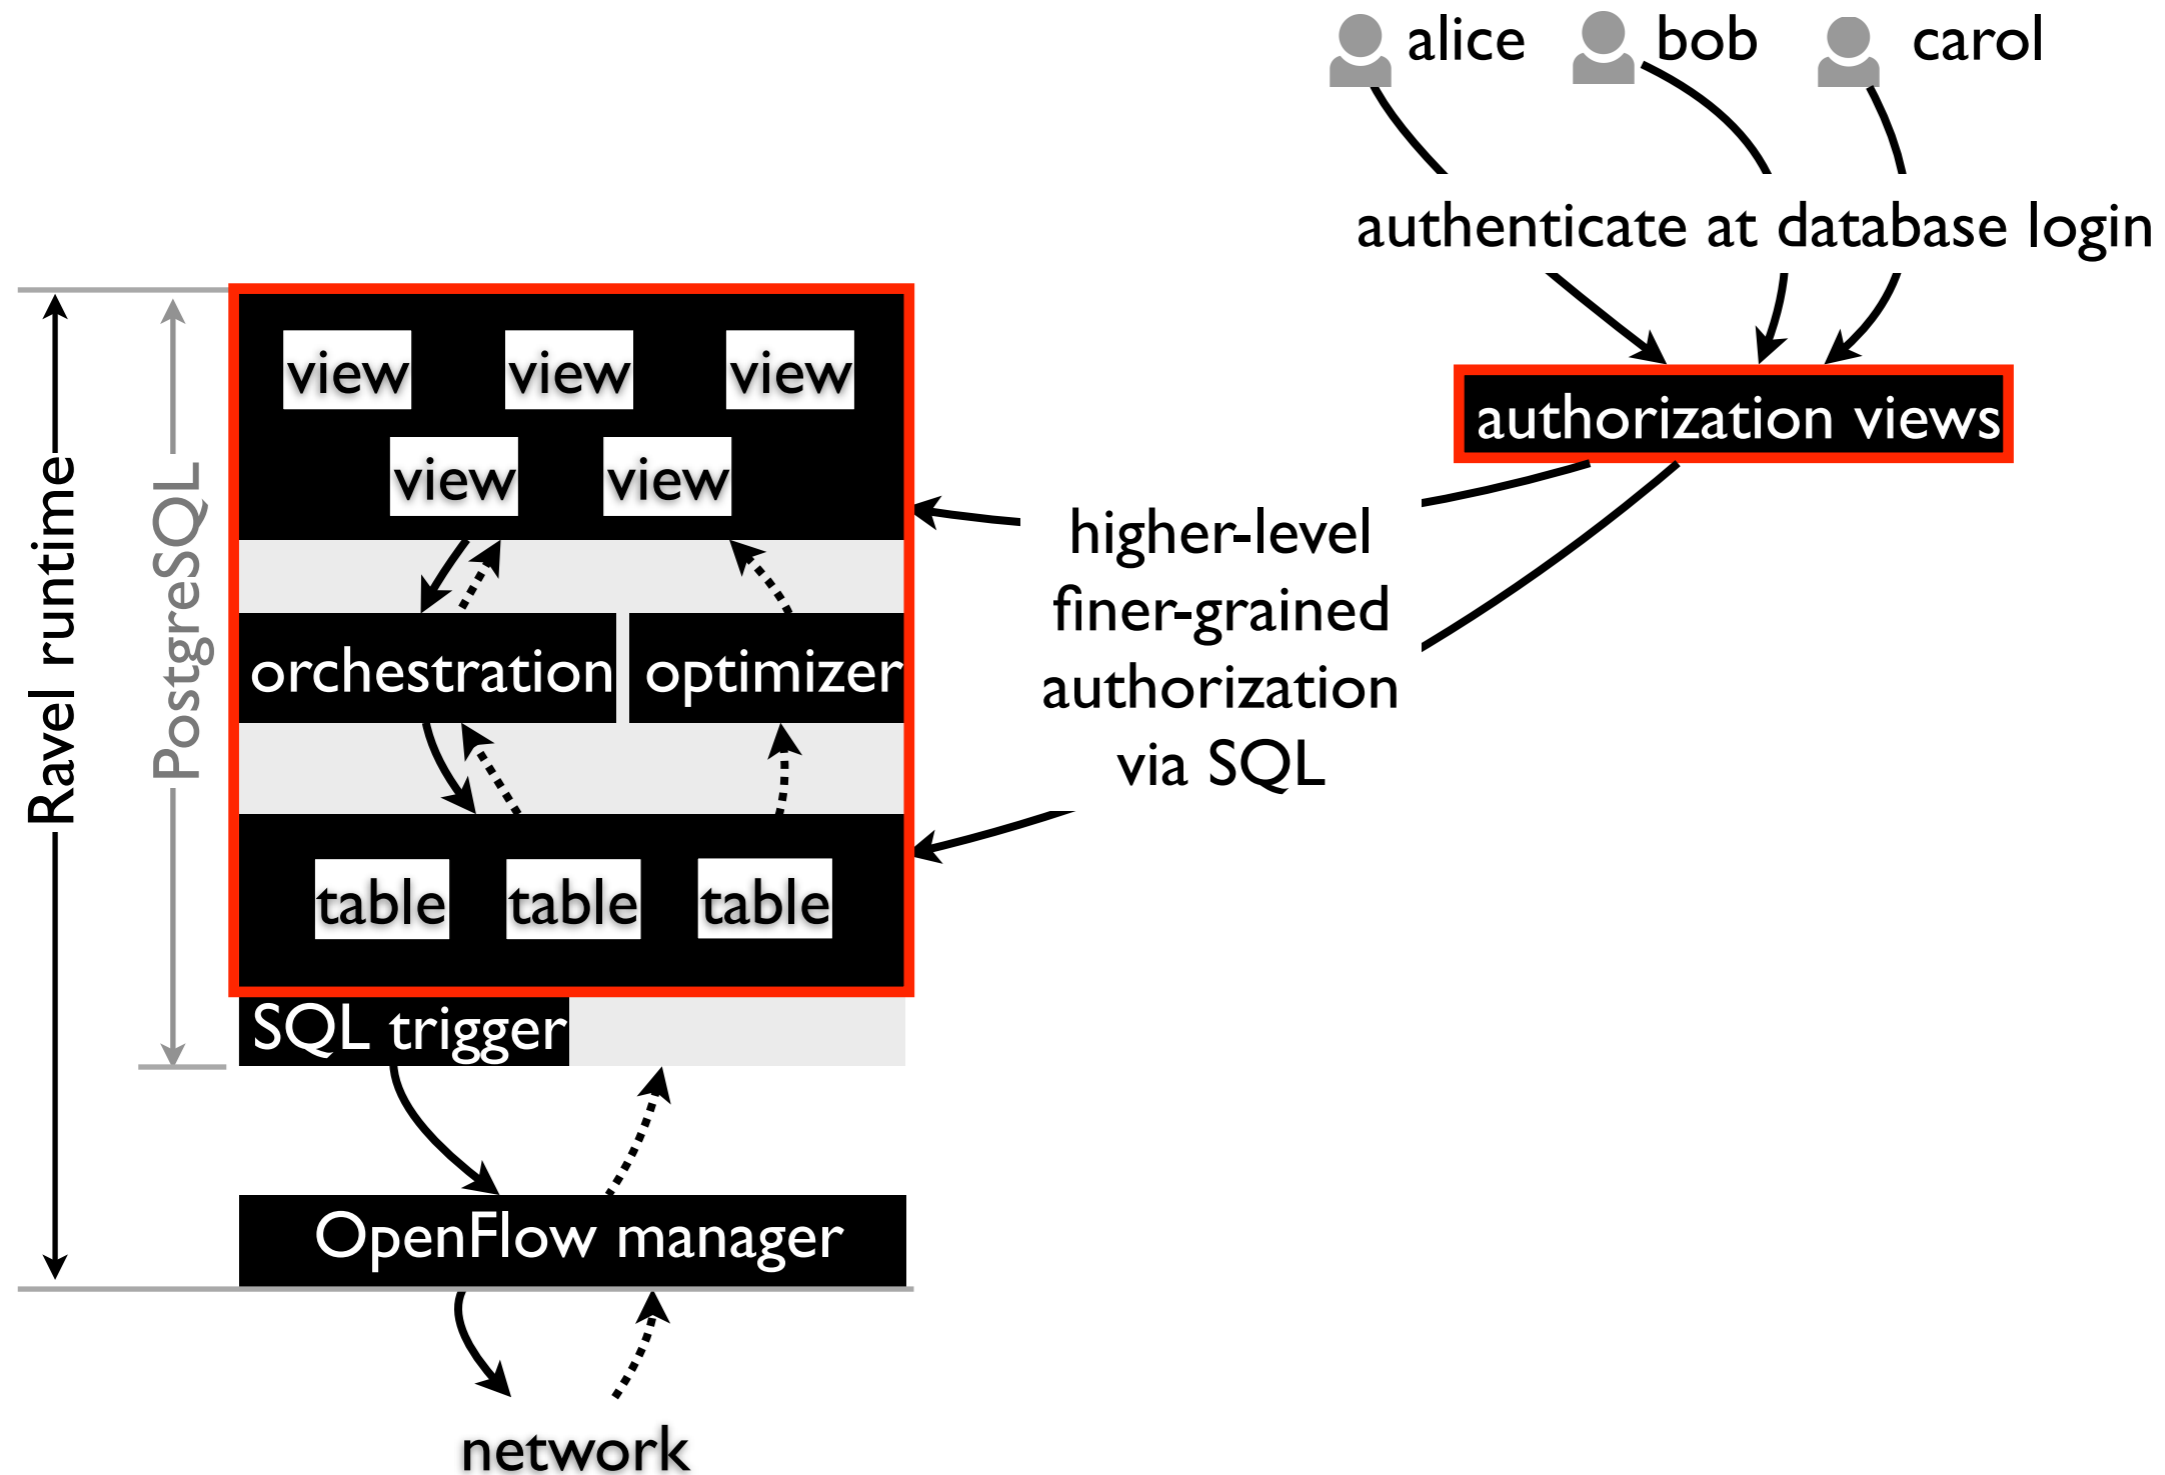 alice bob carol
authenticate at database login
authorization views
Ravel runtime
PostgreSQL
view view view
view view
orchestration optimizer
table table table
SQL trigger
OpenFlow manager
network
higher-level
finer-grained
authorization
via SQL